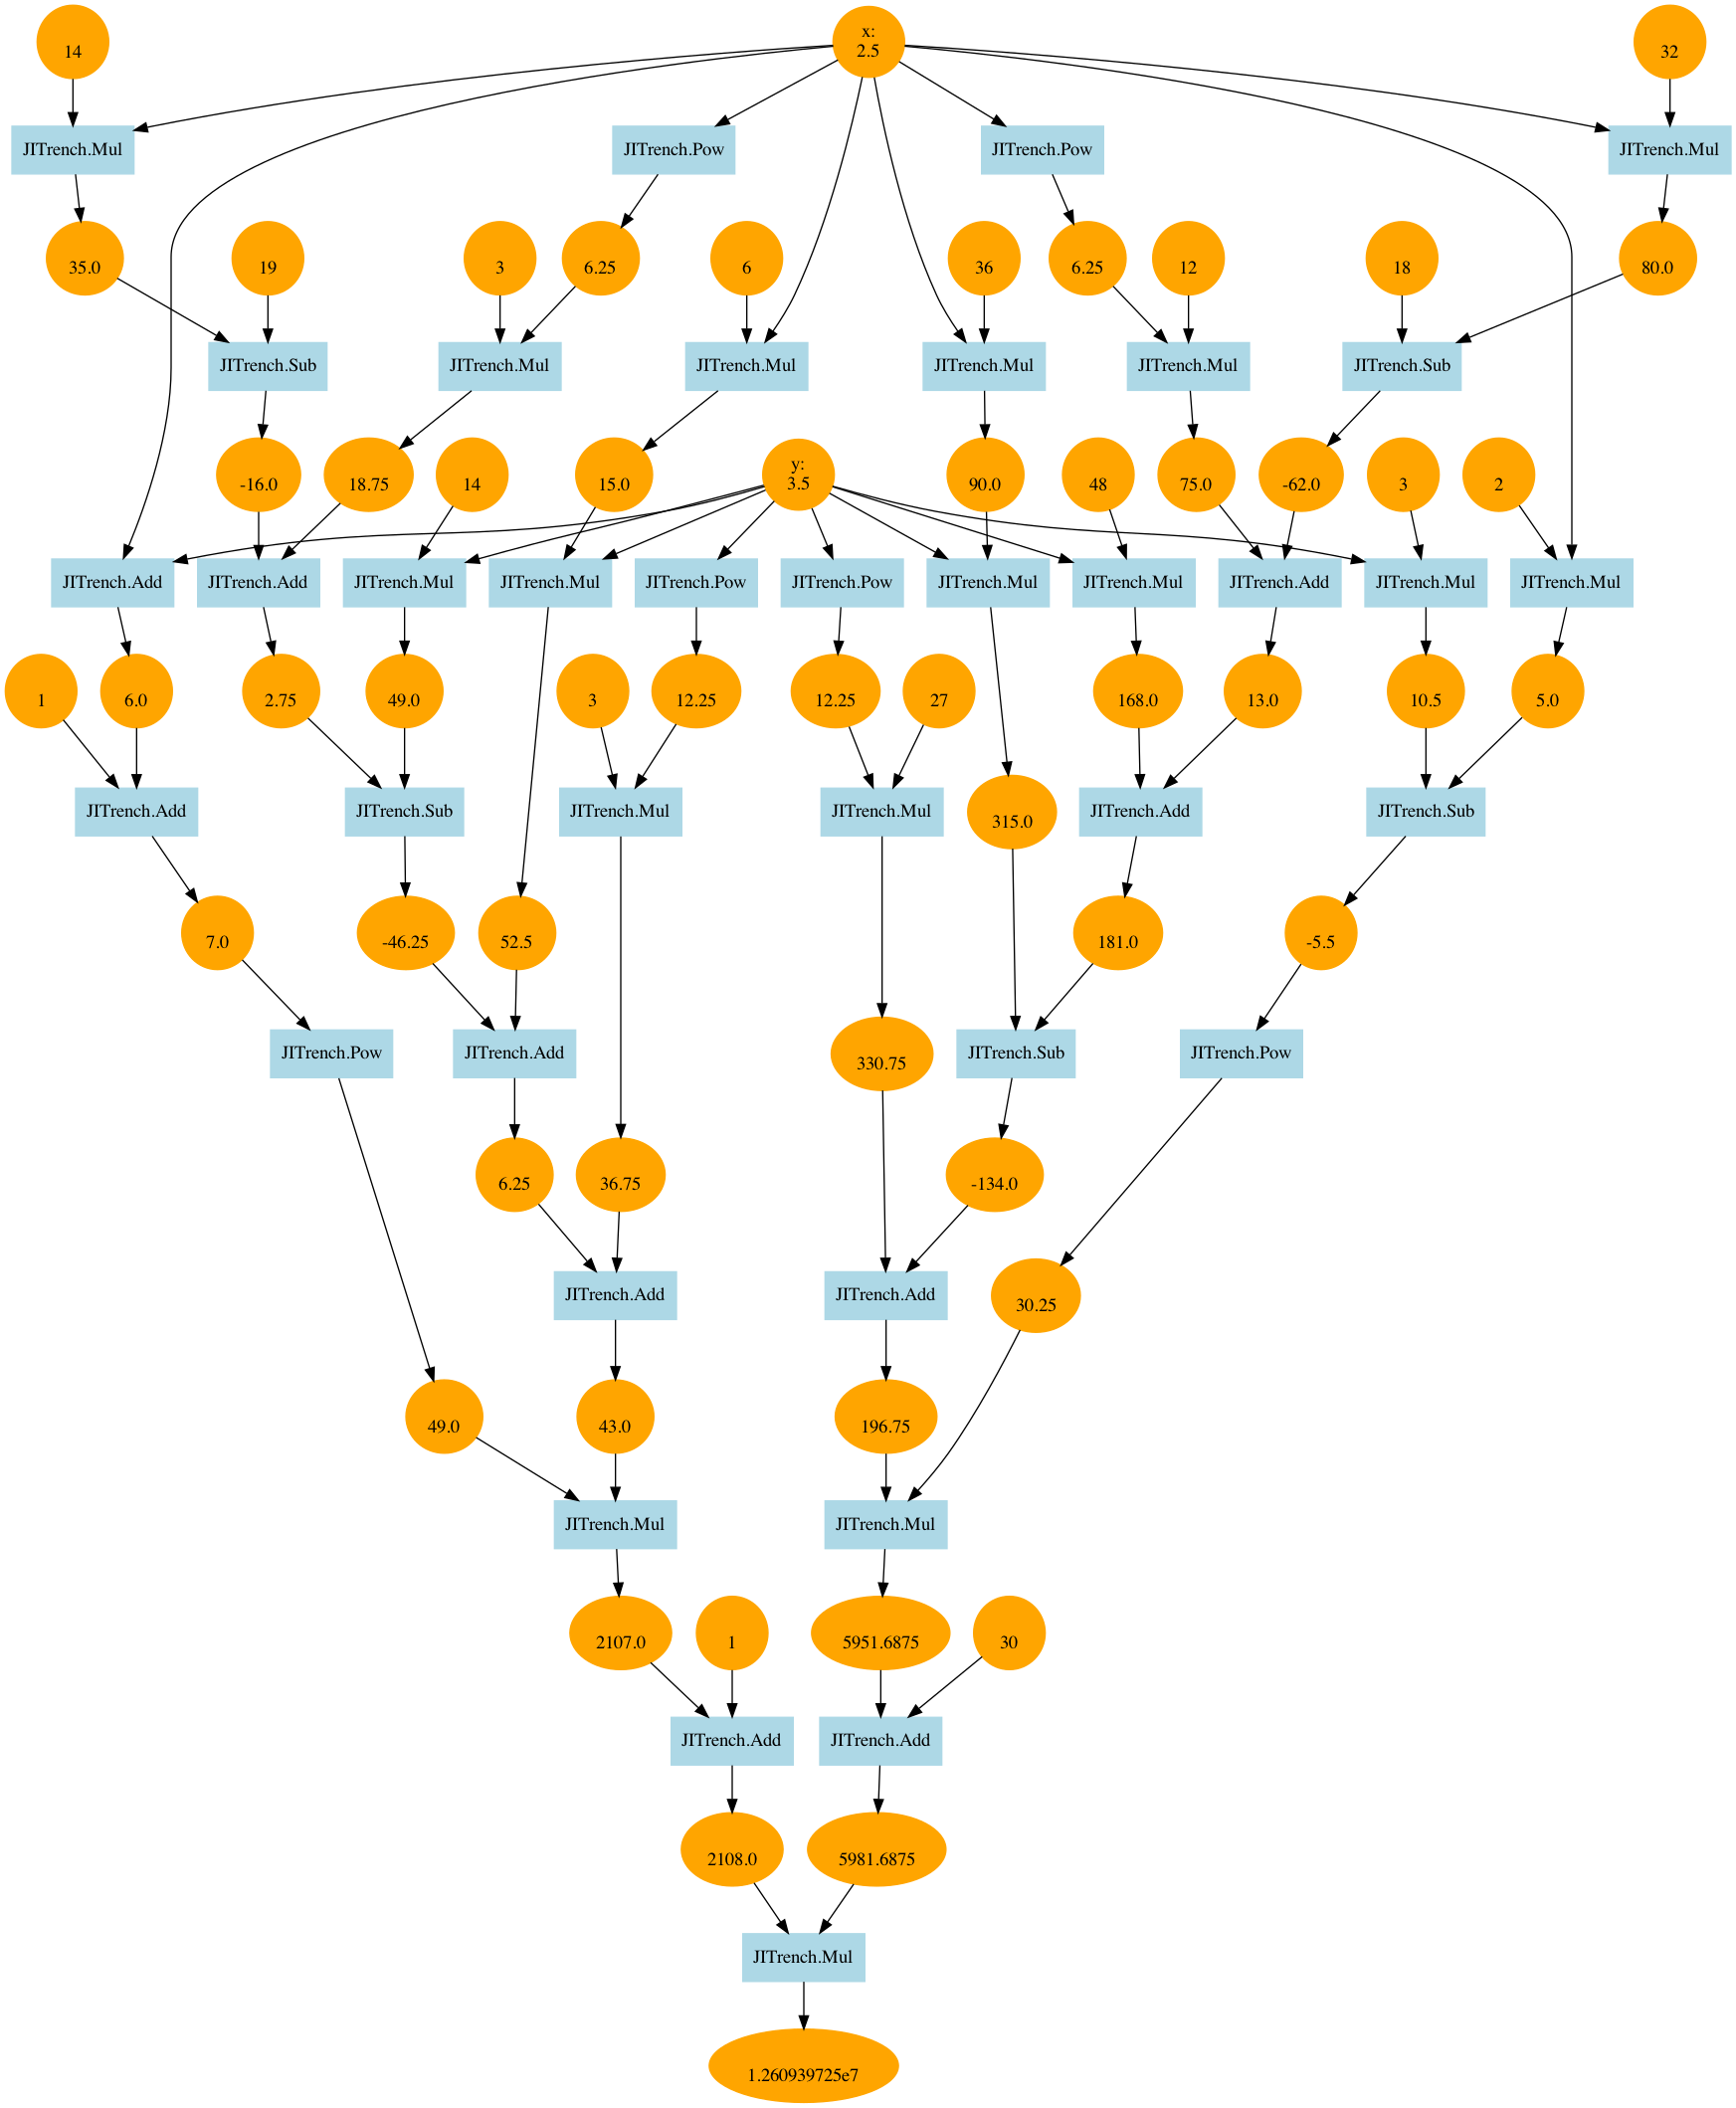 14
x:
2.5
32
JITrench.Mul
JITrench.Pow
JITrench.Pow
JITrench.Mul
35.0
19
3
6.25
6
36
6.25
12
18
80.0
JITrench.Sub
JITrench.Mul
JITrench.Mul
JITrench.Mul
JITrench.Mul
JITrench.Sub
-16.0
18.75
14
15.0
y:
3.5
90.0
48
75.0
-62.0
3
2
JITrench.Add
JITrench.Add
JITrench.Mul
JITrench.Mul
JITrench.Pow
JITrench.Pow
JITrench.Mul
JITrench.Mul
JITrench.Add
JITrench.Mul
JITrench.Mul
1
6.0
2.75
49.0
3
12.25
12.25
27
168.0
13.0
10.5
5.0
JITrench.Add
JITrench.Sub
JITrench.Mul
JITrench.Mul
315.0
JITrench.Add
JITrench.Sub
7.0
-46.25
52.5
181.0
-5.5
JITrench.Pow
JITrench.Add
330.75
JITrench.Sub
JITrench.Pow
6.25
36.75
-134.0
JITrench.Add
JITrench.Add
30.25
49.0
43.0
196.75
JITrench.Mul
JITrench.Mul
2107.0
1
5951.6875
30
JITrench.Add
JITrench.Add
2108.0
5981.6875
JITrench.Mul
1.260939725e7